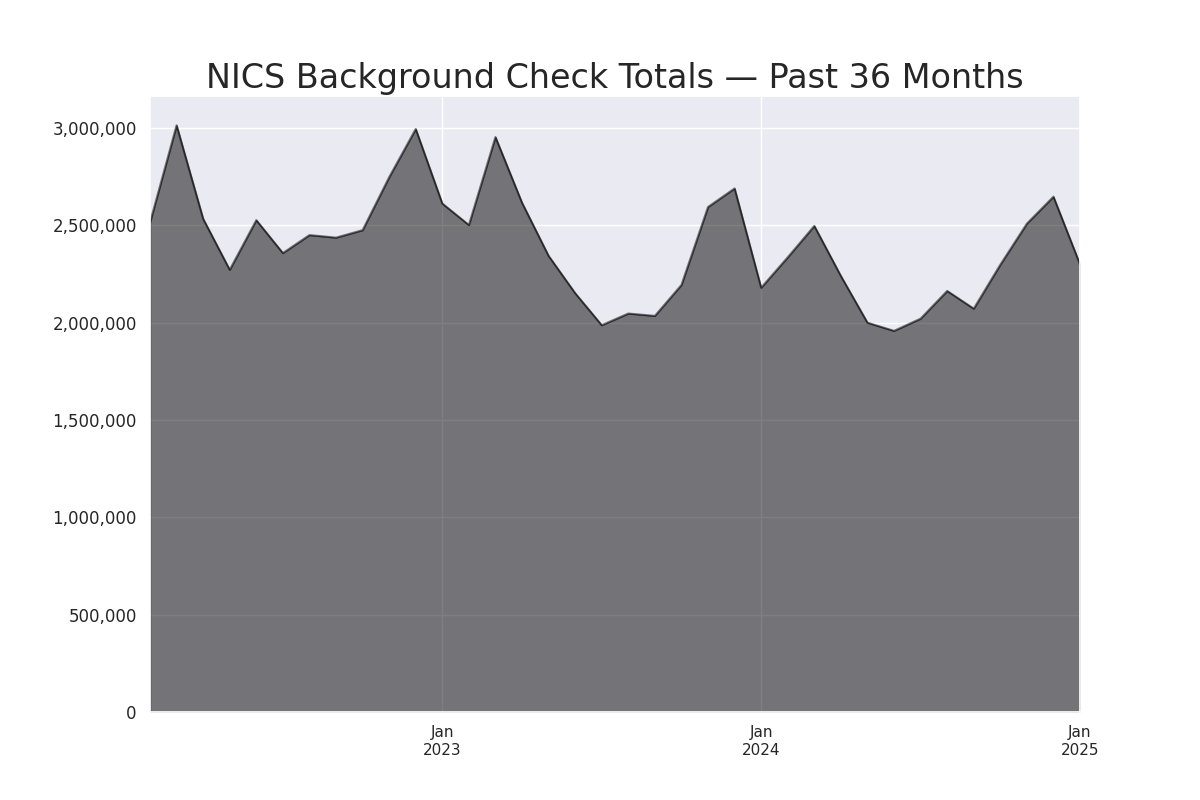 NICS Background Check Totals — Past 36 Months
3,000,000
2,500,000
2,000,000
1,500,000
1,000,000
500,000
0
Jan
2023
Jan
2024
Jan
2025